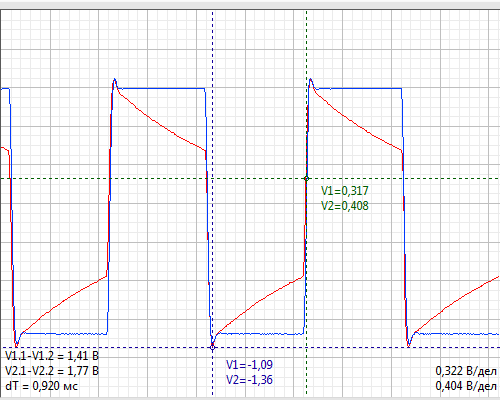 V1=0,317
V2=0,408
V1.1-V1.2 = 1,41 В
V2.1-V2.2 = 1,77 В
dT = 0,920 мс
V1=-1,09
V2=-1,36
0,322 В/дел
0,404 В/дел